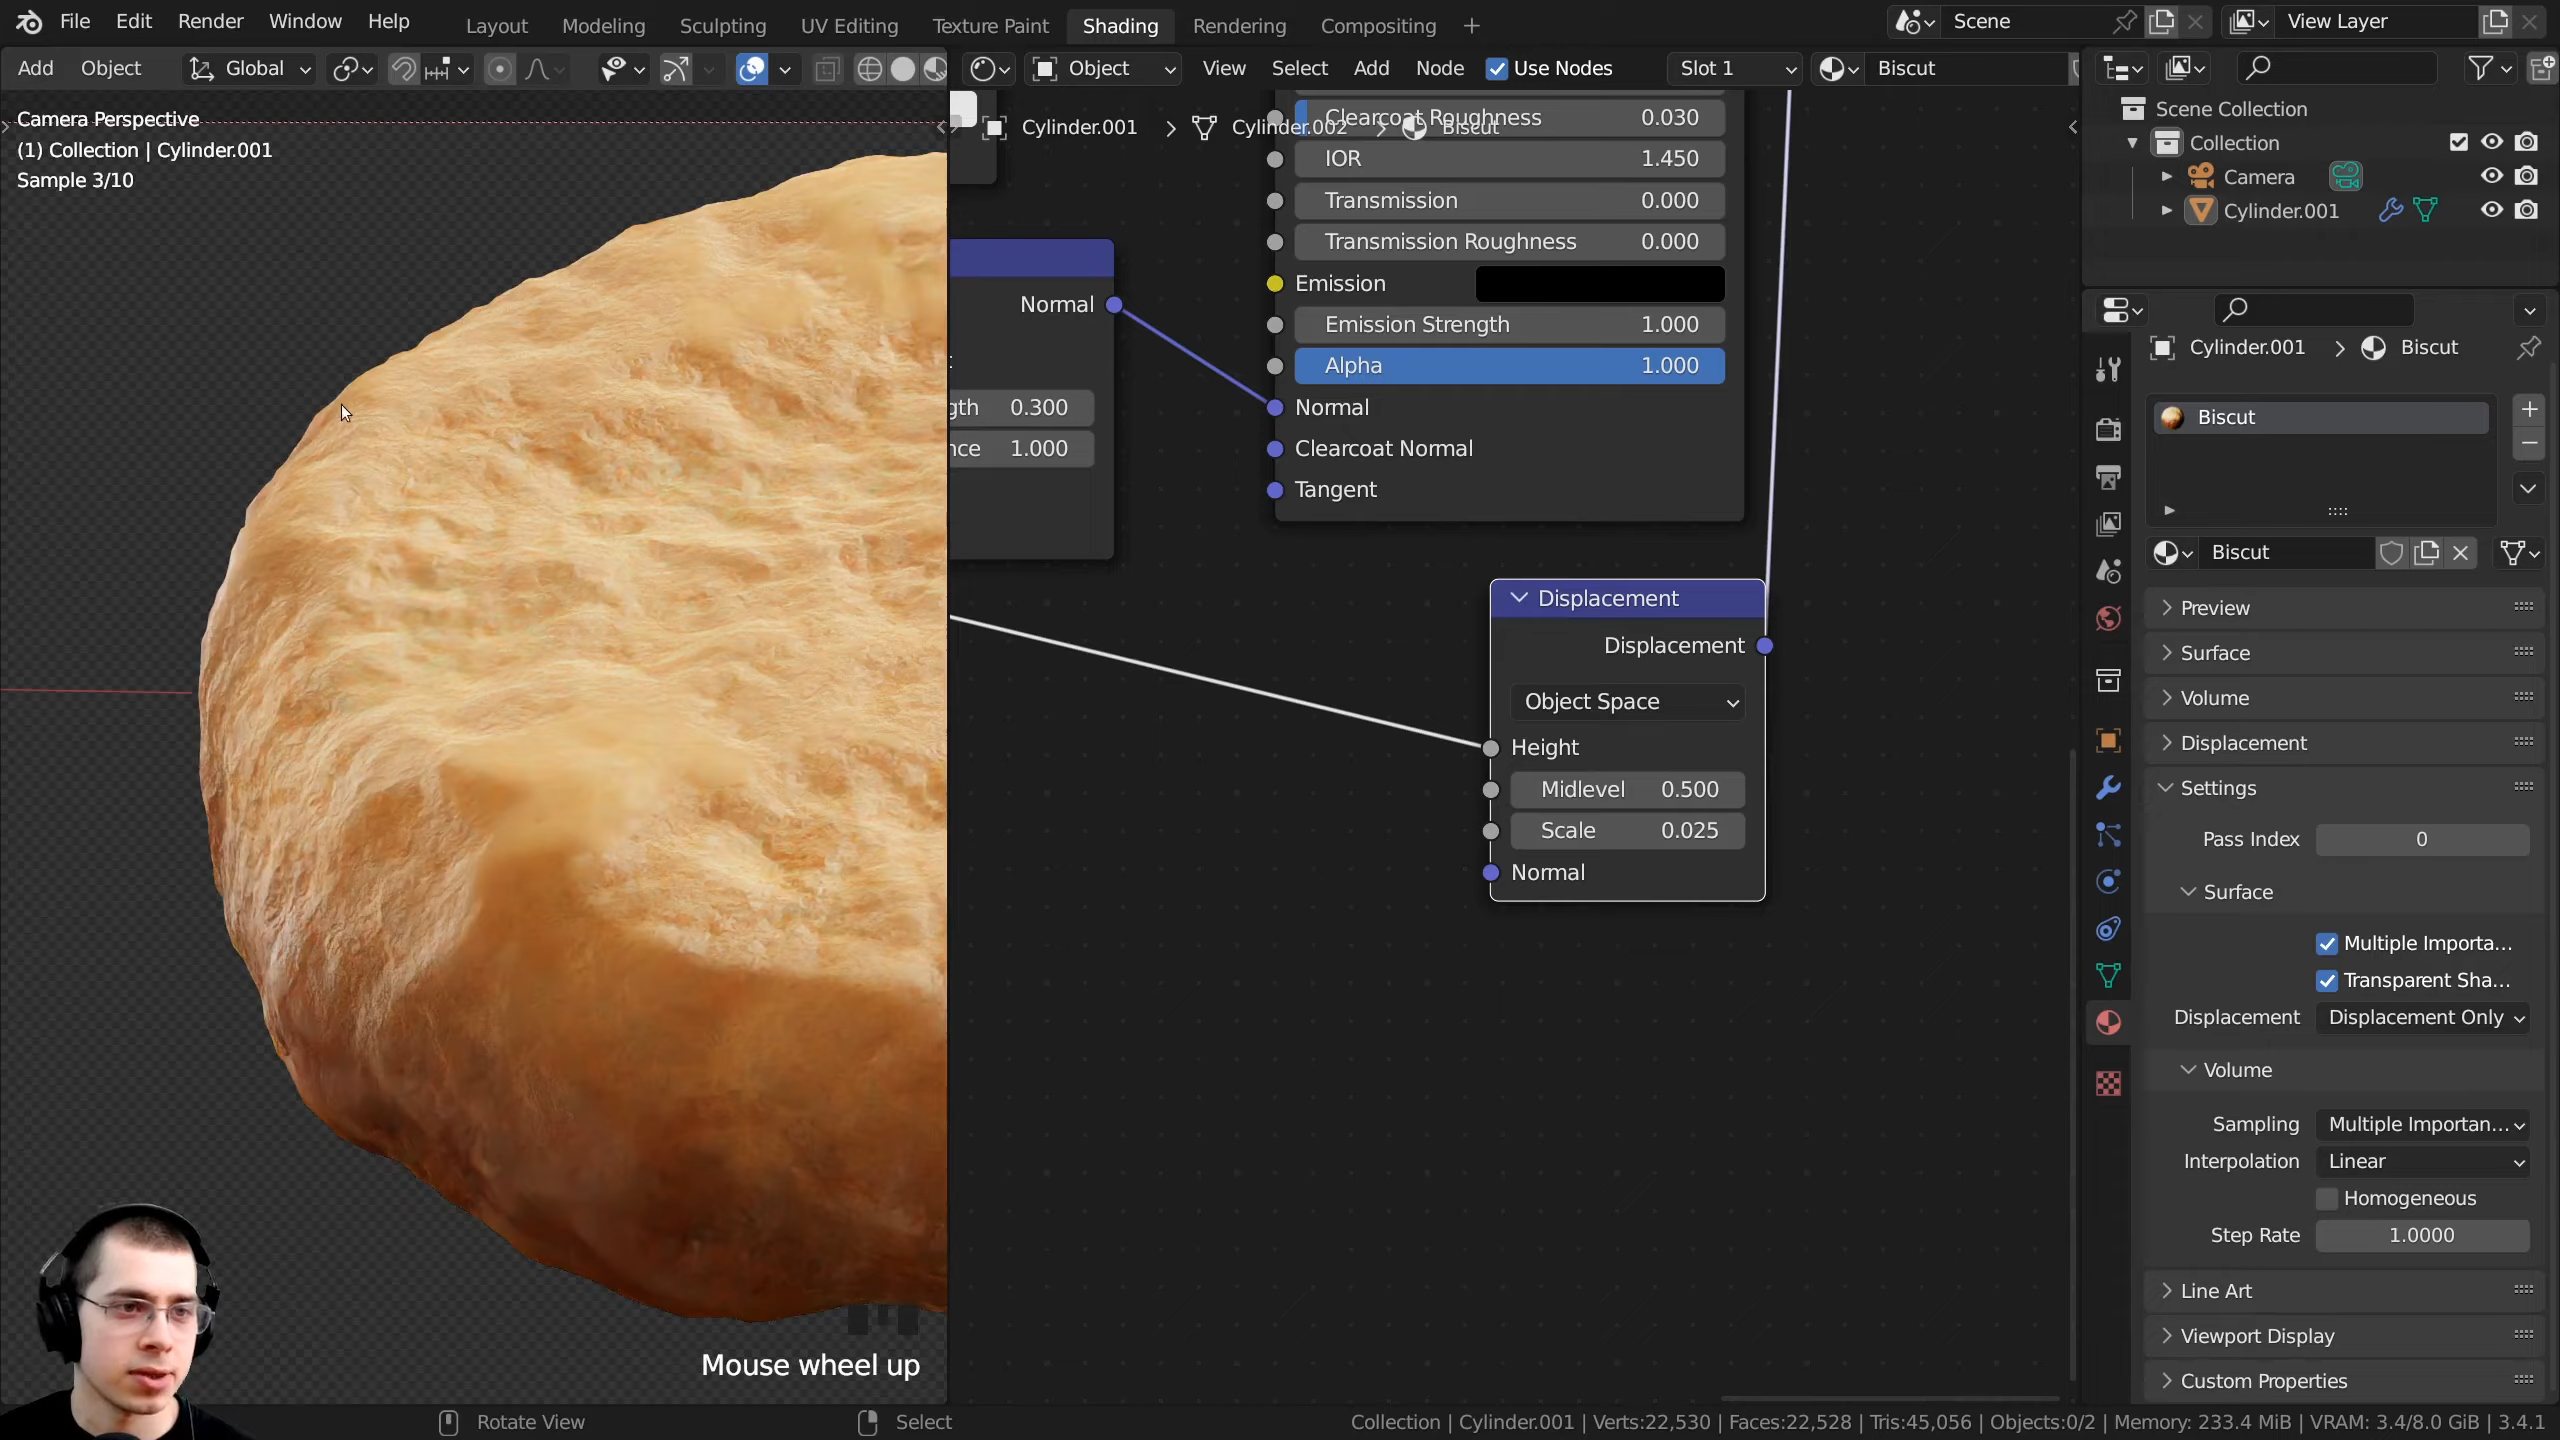 File Edit Render Window Help
Layout Modeling Sculpting UV Editing Texture Paint Shading Rendering Compositing +
Scene
View Layer
Add Object Global
Object View Select Add Node Use Nodes Slot 1 Biscut
Camera Perspective
(1) Collection | Cylinder.001
Sample 3/10
Cylinder.001 > Cylinder.002 > Biscut
Clearcoat Roughness 0.030
IOR 1.450
Transmission 0.000
Transmission Roughness 0.000
Emission
Emission Strength 1.000
Alpha 1.000
Normal
Clearcoat Normal
Tangent
Normal
:
gth 0.300
nce 1.000
Displacement
Displacement
Object Space
Height
Midlevel 0.500
Scale 0.025
Normal
Scene Collection
Collection
Camera
Cylinder.001
Cylinder.001 > Biscut
Biscut
Biscut
Preview
Surface
Volume
Displacement
Settings
Pass Index 0
Surface
Multiple Importa...
Transparent Sha...
Displacement Displacement Only
Volume
Sampling Multiple Importan...
Interpolation Linear
Homogeneous
Step Rate 1.0000
Line Art
Viewport Display
Custom Properties
Mouse wheel up
Rotate View
Select
Collection | Cylinder.001 | Verts:22,530 | Faces:22,528 | Tris:45,056 | Objects:0/2 | Memory: 233.4 MiB | VRAM: 3.4/8.0 GiB | 3.4.1